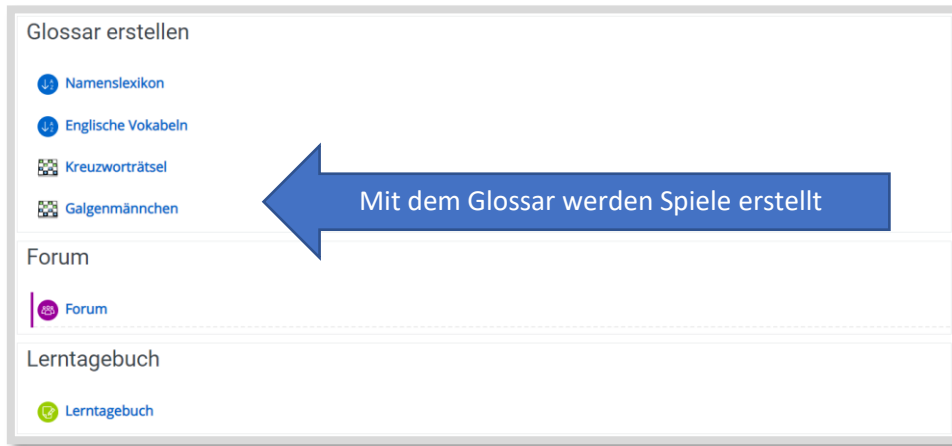 Glossar erstellen
Namenslexikon
Englische Vokabeln
Kreuzworträtsel
Galgenmännchen
Mit dem Glossar werden Spiele erstellt
Forum
Forum
Lerntagebuch
Lerntagebuch